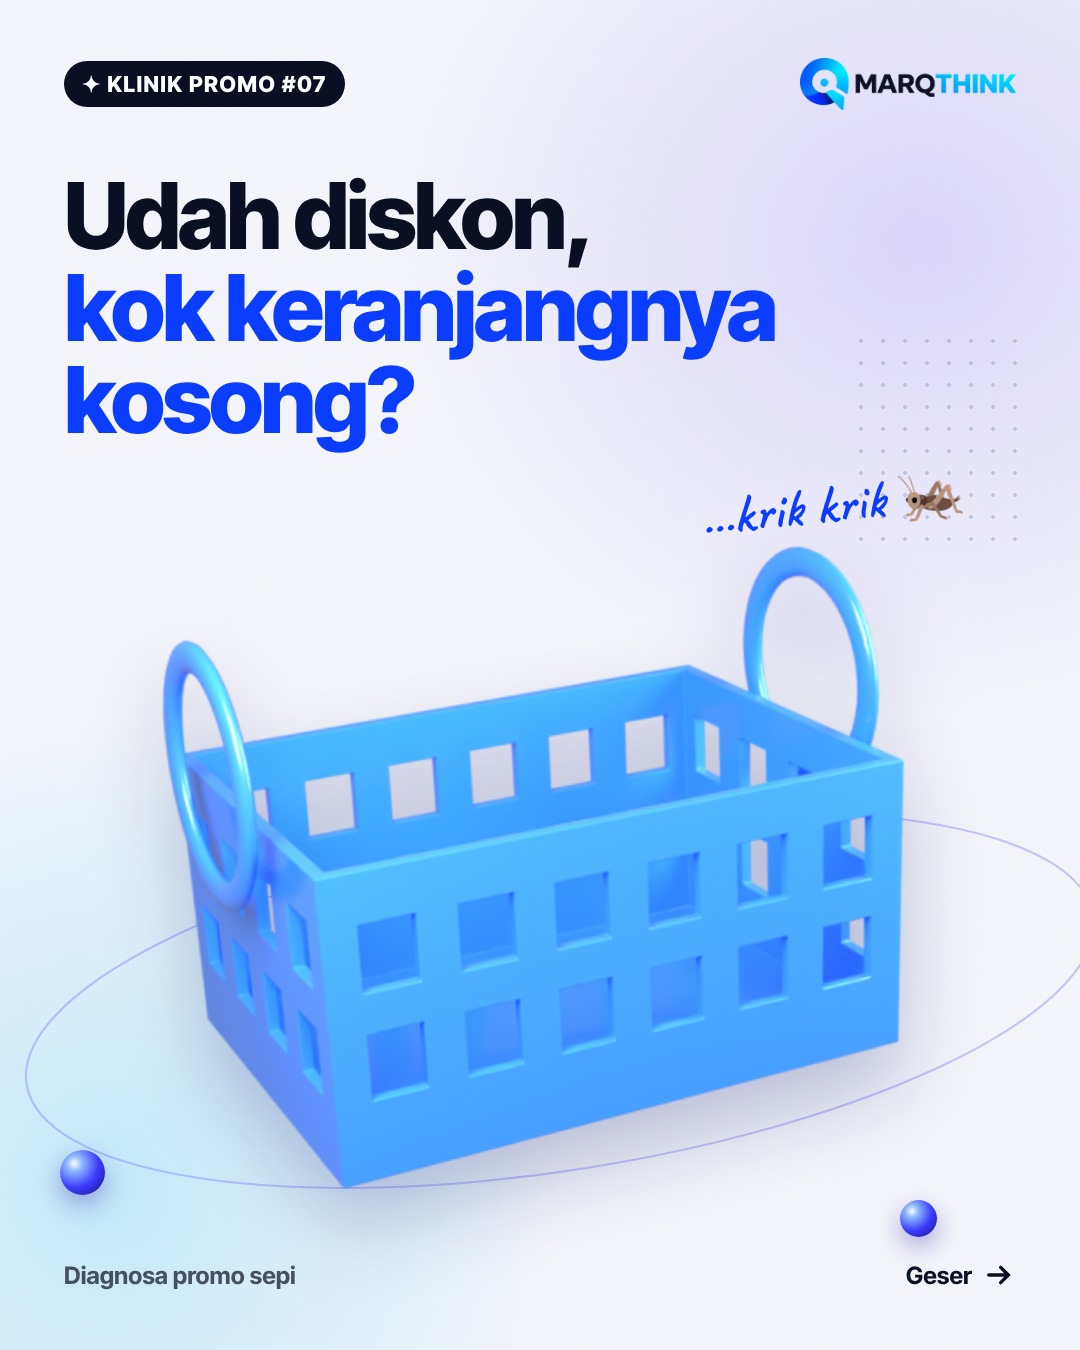 ✦ KLINIK PROMO #07
MARQTHINK
Udah diskon,
kok keranjangnya
kosong?
...krik krik 🦗
Diagnosa promo sepi
Geser →